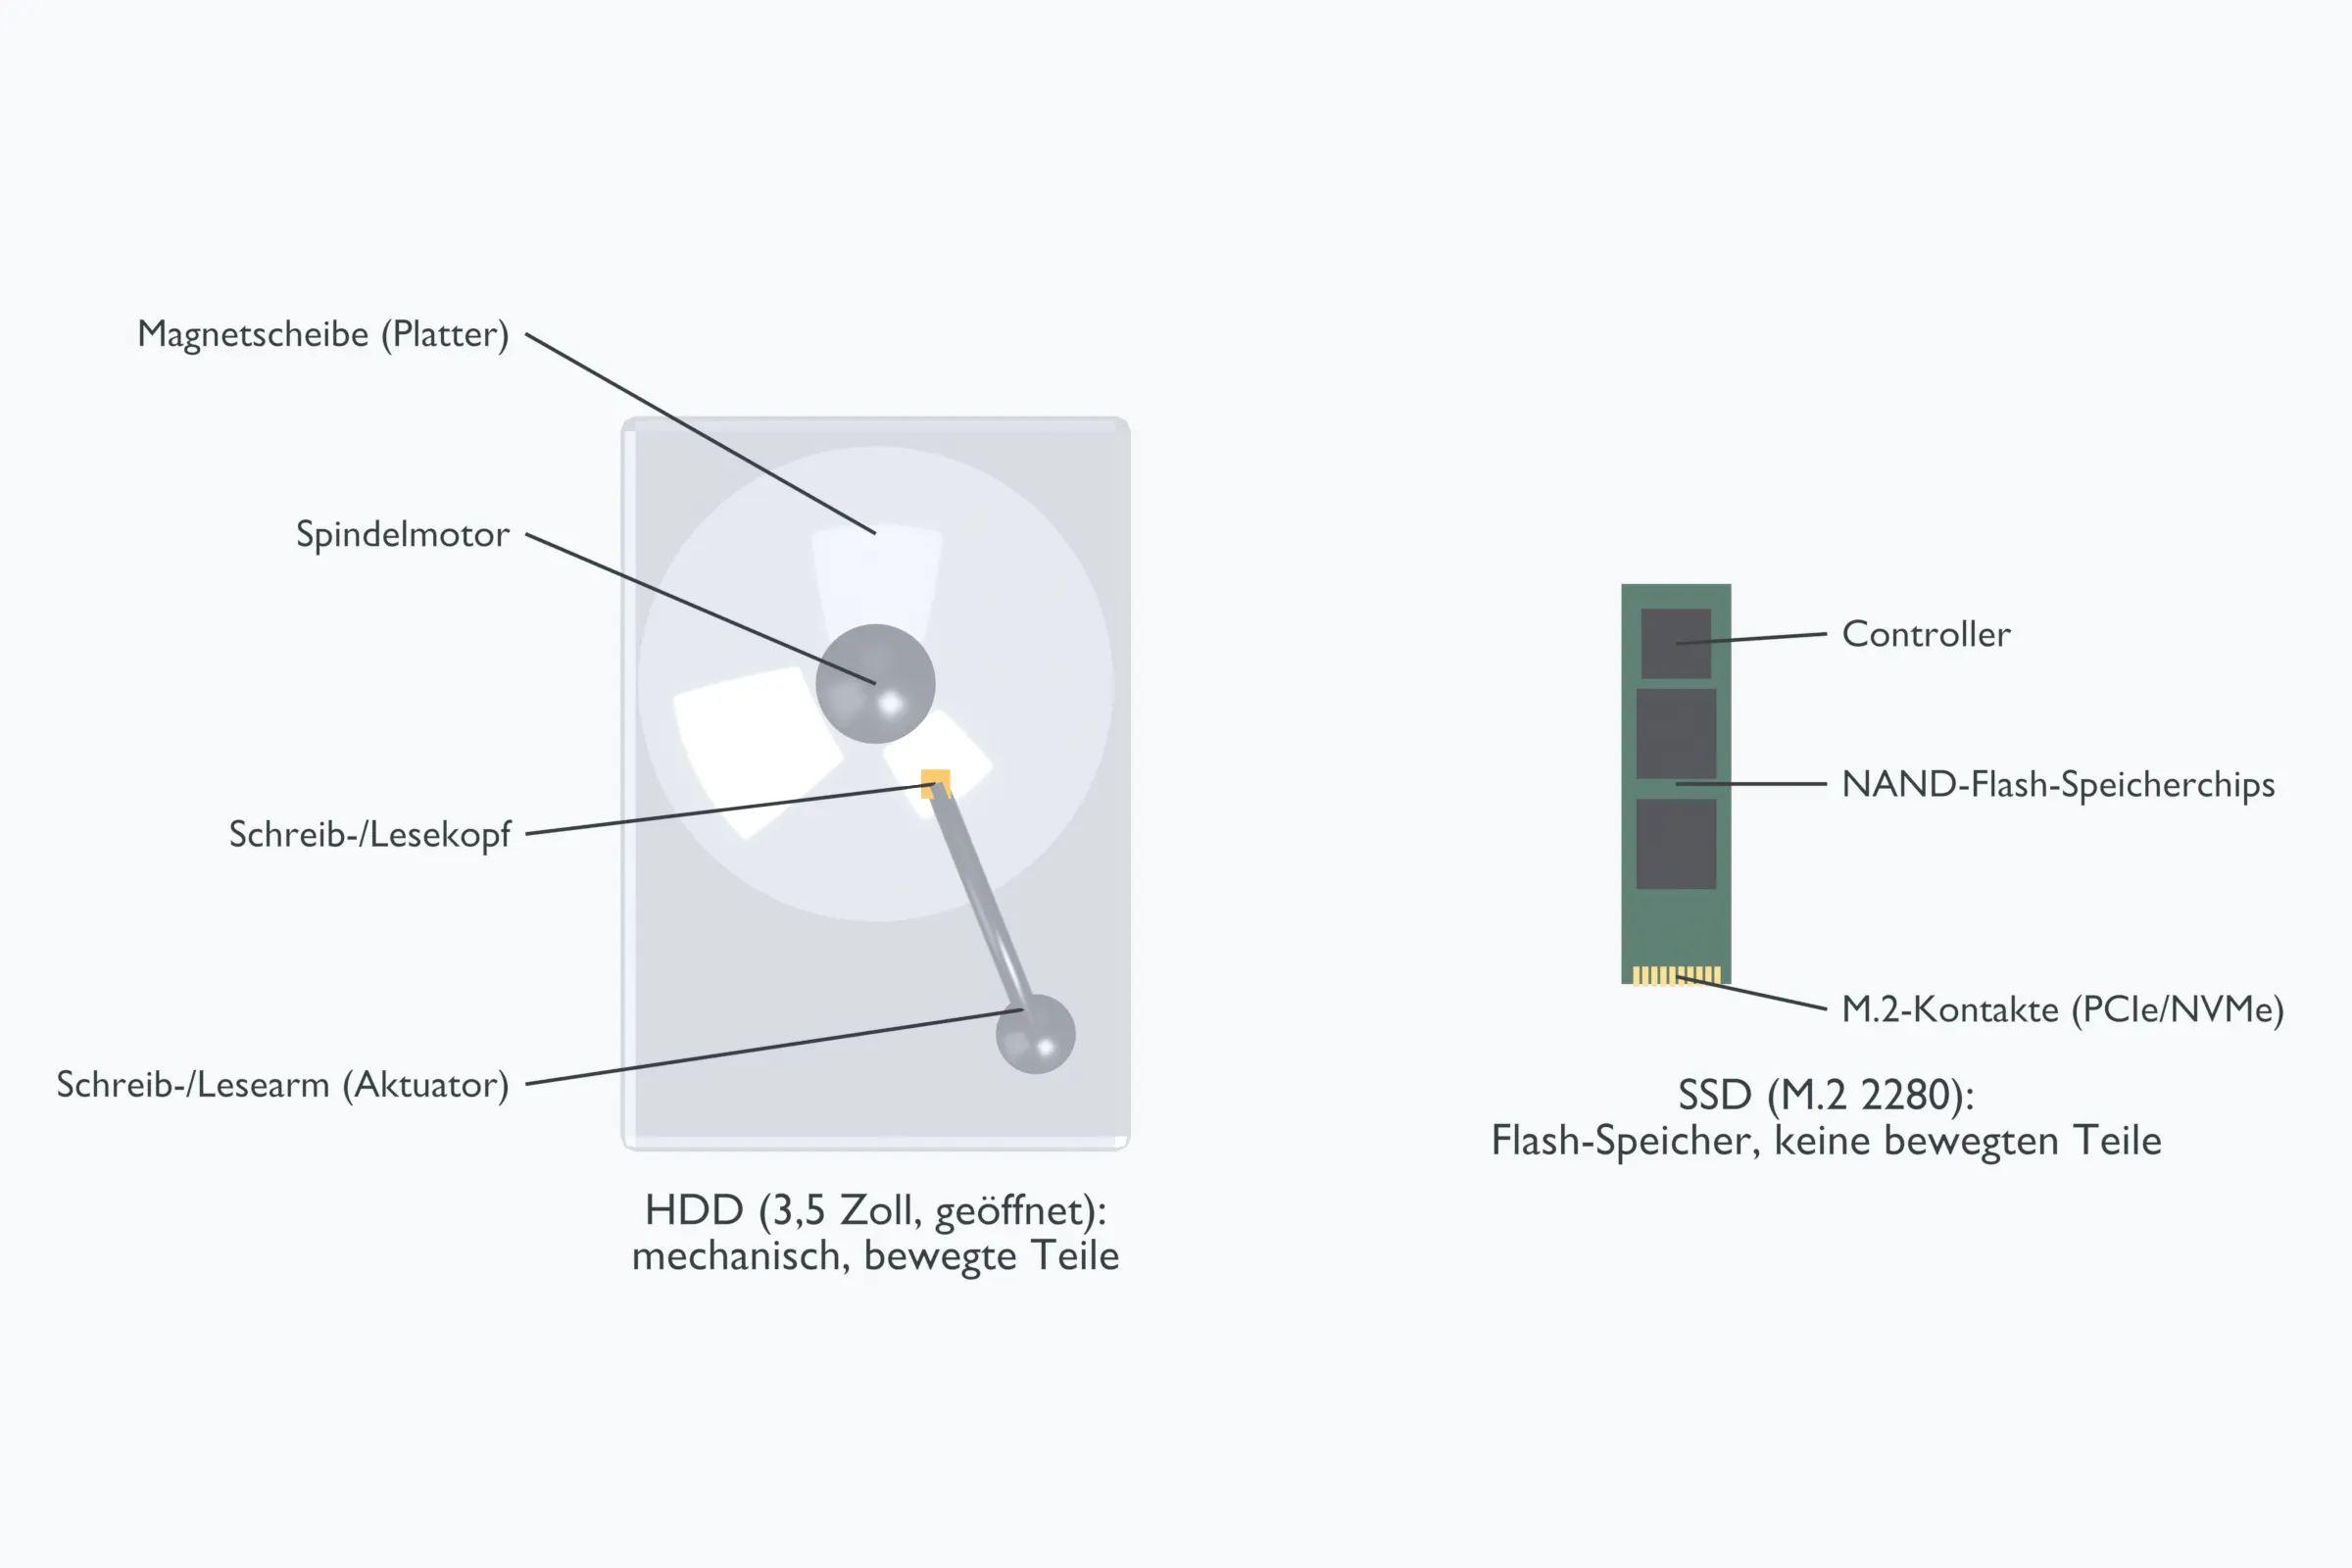 Magnetscheibe (Platter)
Spindelmotor
Schreib-/Lesekopf
Schreib-/Lesearm (Aktuator)
HDD (3,5 Zoll, geöffnet):
mechanisch, bewegte Teile
Controller
NAND-Flash-Speicherchips
M.2-Kontakte (PCIe/NVMe)
SSD (M.2 2280):
Flash-Speicher, keine bewegten Teile